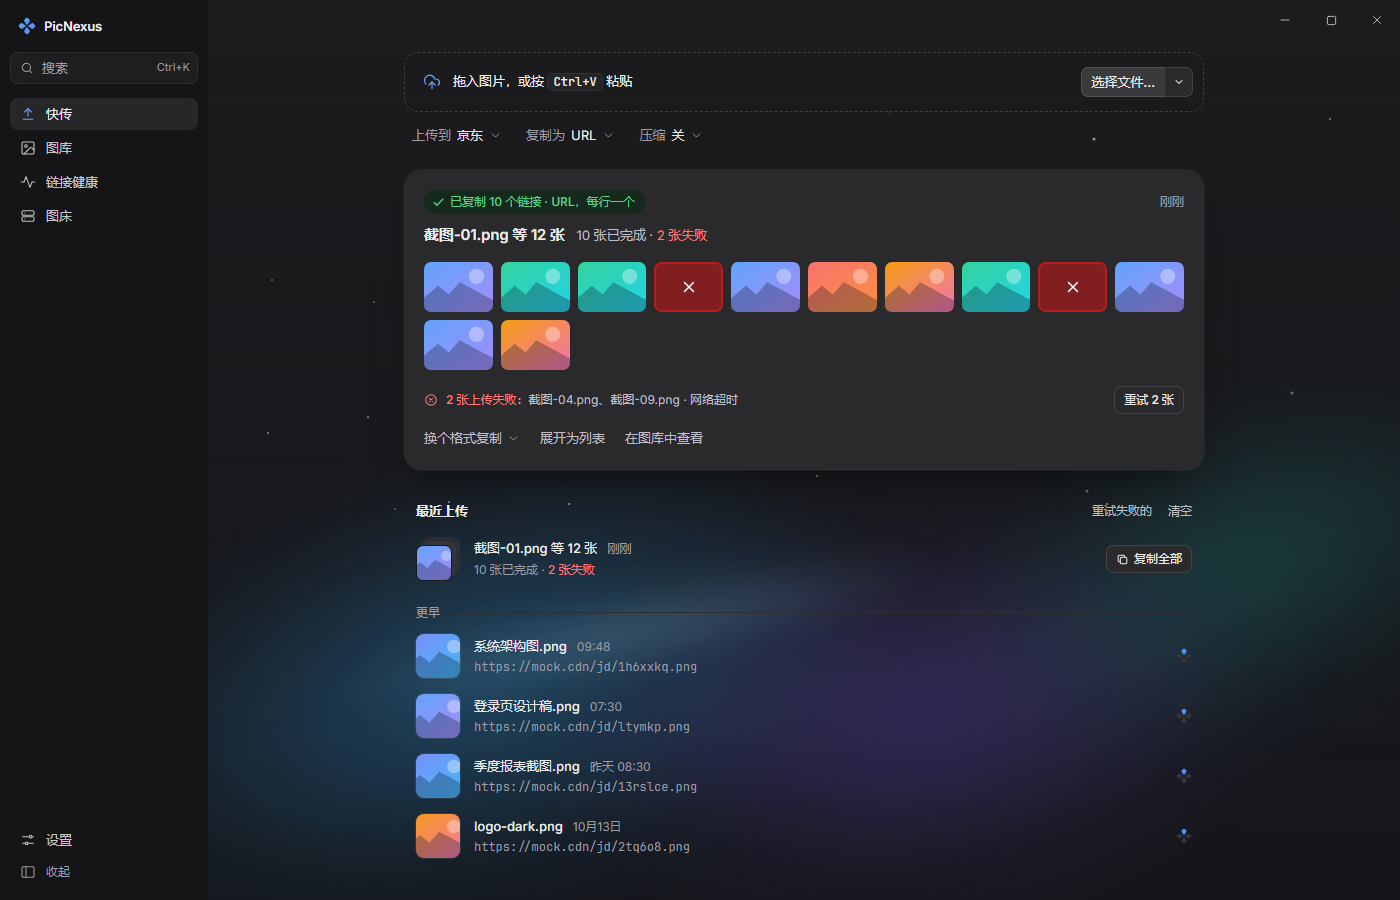 PicNexus
搜索 Ctrl+K
快传
图库
链接健康
图床
设置
收起
拖入图片，或按 Ctrl+V 粘贴
选择文件...
上传到 京东 复制为 URL 压缩 关
已复制 10 个链接 · URL，每行一个
刚刚
截图-01.png 等 12 张 10 张已完成 · 2 张失败
2 张上传失败：截图-04.png、截图-09.png · 网络超时
重试 2 张
换个格式复制 展开为列表 在图库中查看
最近上传
重试失败的 清空
截图-01.png 等 12 张 刚刚
10 张已完成 · 2 张失败
复制全部
更早
系统架构图.png 09:48
https://mock.cdn/jd/1h6xxkq.png
登录页设计稿.png 07:30
https://mock.cdn/jd/ltymkp.png
季度报表截图.png 昨天 08:30
https://mock.cdn/jd/13rslce.png
logo-dark.png 10月13日
https://mock.cdn/jd/2tq6o8.png